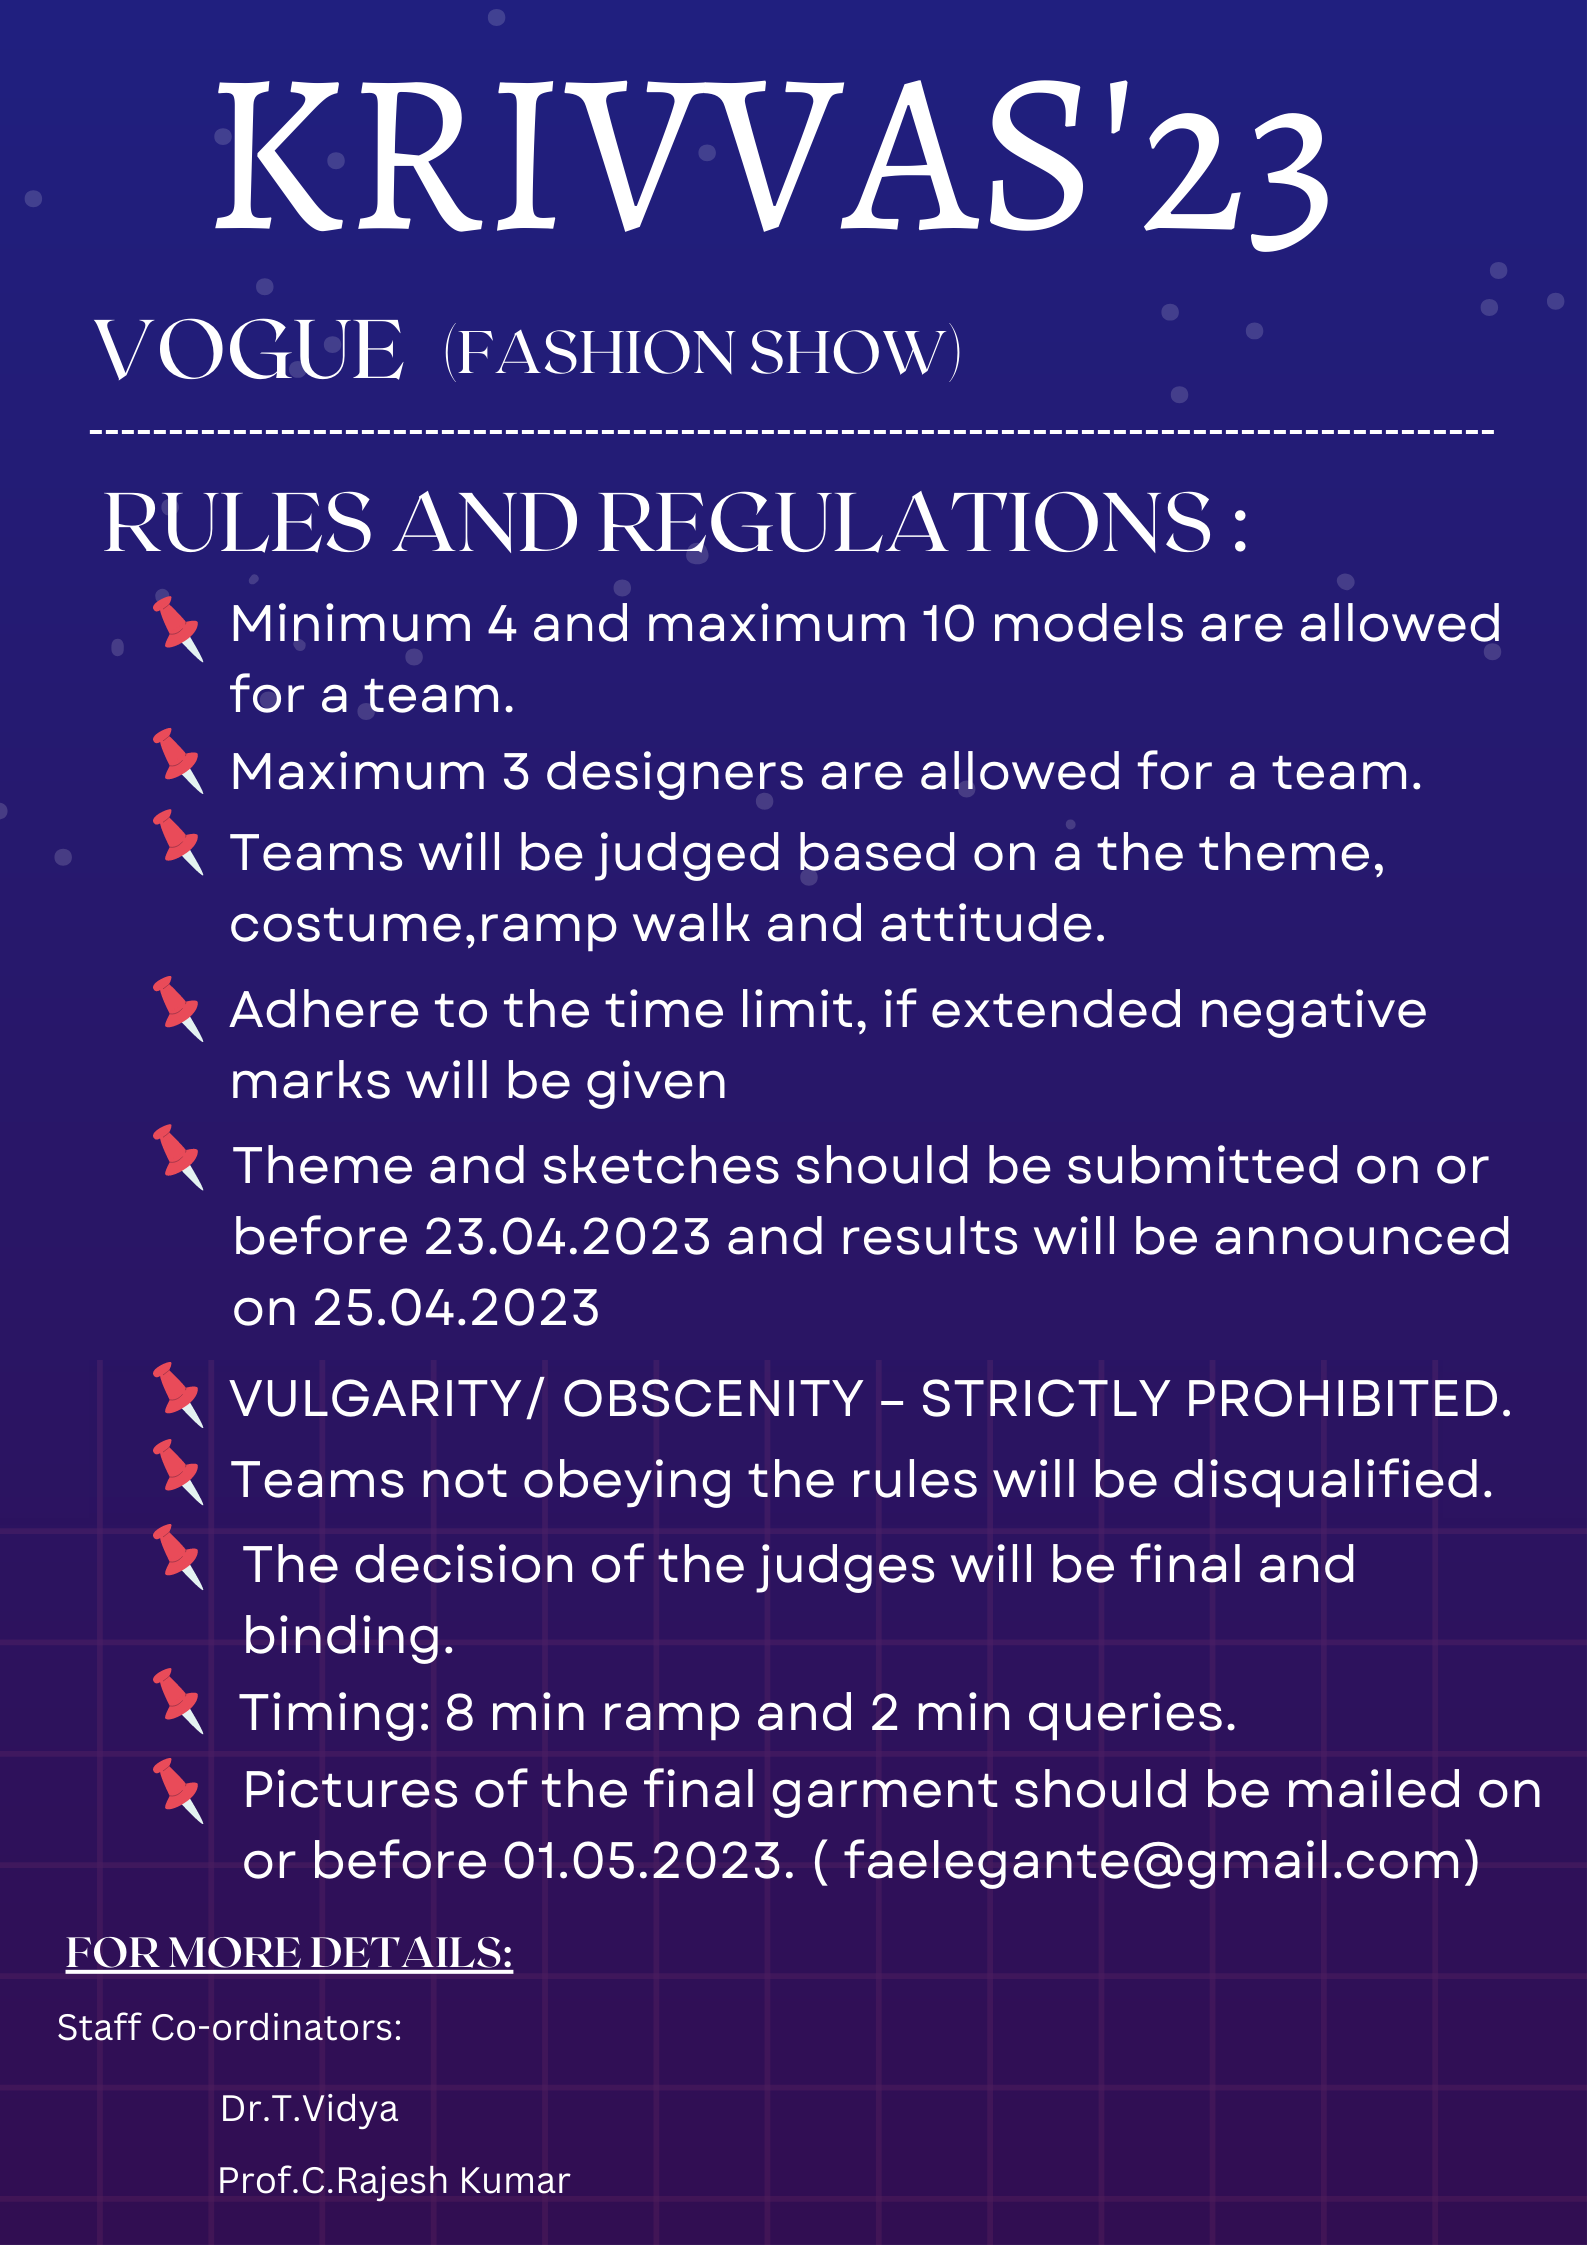 KRIVVAS'23
VOGUE (FASHION SHOW)
RULES AND REGULATIONS :
Minimum 4 and maximum 10 models are allowed
for a team.
Maximum 3 designers are allowed for a team.
Teams will be judged based on a the theme,
costume,ramp walk and attitude.
Adhere to the time limit, if extended negative
marks will be given
Theme and sketches should be submitted on or
before 23.04.2023 and results will be announced
on 25.04.2023
VULGARITY/ OBSCENITY – STRICTLY PROHIBITED.
Teams not obeying the rules will be disqualified.
The decision of the judges will be final and
binding.
Timing: 8 min ramp and 2 min queries.
Pictures of the final garment should be mailed on
or before 01.05.2023. ( faelegante@gmail.com)
FOR MORE DETAILS:
Staff Co-ordinators:
Dr.T.Vidya
Prof.C.Rajesh Kumar